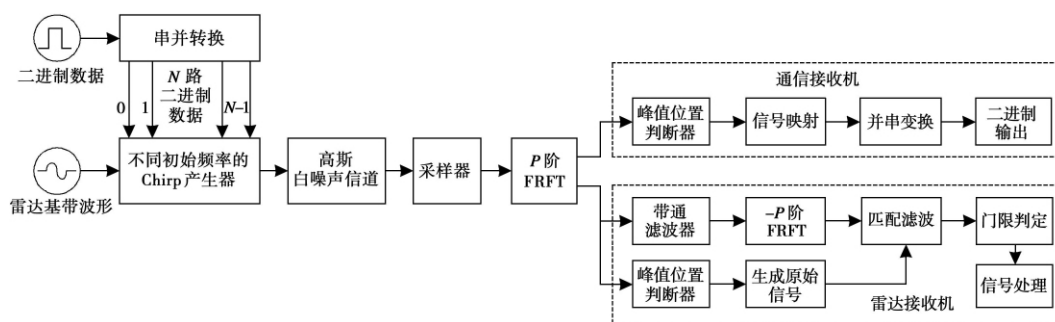 串并转换
二进制数据
0
1
N 路
二进制
数据
N–1
雷达基带波形
不同初始频率的
Chirp 产生器
高斯
白噪声信道
采样器
P 阶
FRFT
通信接收机
峰值位置
判断器
信号映射
并串变换
二进制
输出
带通
滤波器
–P 阶
FRFT
匹配滤波
门限判定
峰值位置
判断器
生成原始
信号
信号处理
雷达接收机